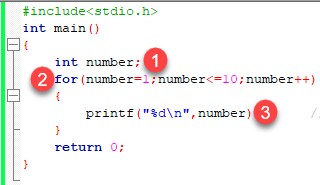 #include<stdio.h>
int main()
{
int number; 1
2 for(number=1;number<=10;number++)
{
printf("%d\n",number) 3 /
}
return 0;
}